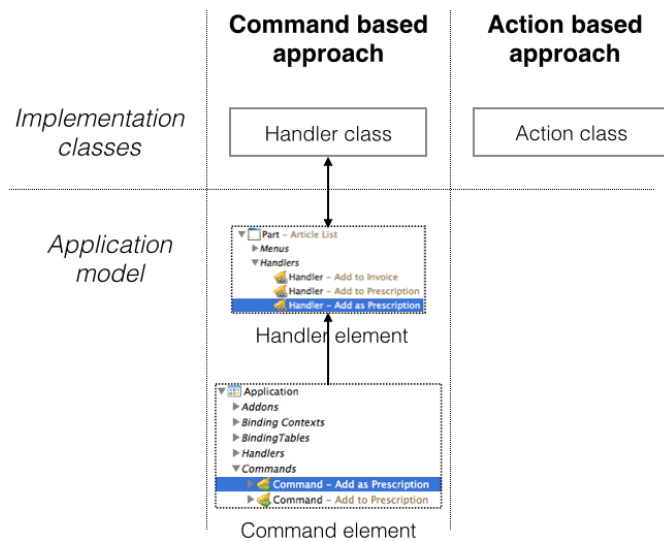 Command based
approach
Action based
approach
Implementation
classes
Handler class
Action class
Application
model
Part – Article List
Menus
Handlers
Handler – Add to Invoice
Handler – Add to Prescription
Handler – Add as Prescription
Handler element
Application
Addons
Binding Contexts
BindingTables
Handlers
Commands
Command – Add as Prescription
Command – Add to Prescription
Command element